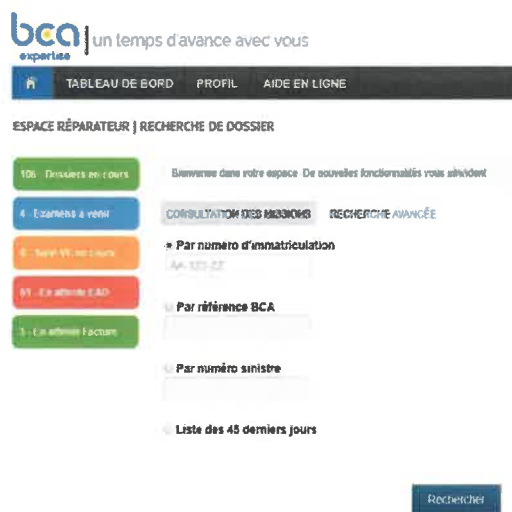 bca
expertise
un temps d'avance avec vous
TABLEAU DE BORD PROFIL AIDE EN LIGNE
ESPACE RÉPARATEUR | RECHERCHE DE DOSSIER
106 - Dossiers en cours
Bienvenue dans votre espace. De nouvelles fonctionnalités vous attendent
4 - Examens à venir
CONSULTATION DES MISSIONS RECHERCHE AVANCÉE
Par numéro d'immatriculation
AA-123-ZZ
En attente EAD
Par référence BCA
3 - En attente Facture
Par numéro sinistre
Liste des 45 derniers jours
Rechercher